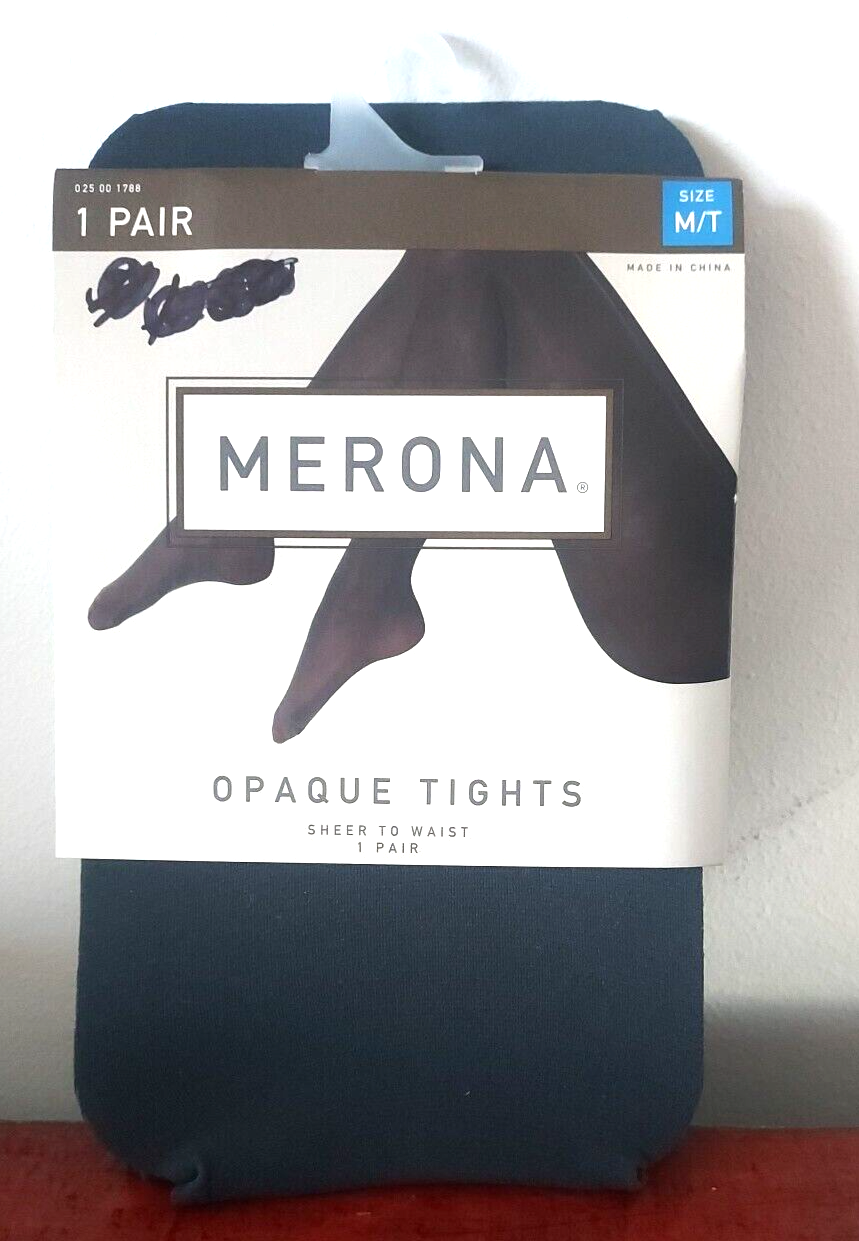 025 00 1788
1 PAIR
SIZE
M/T
MADE IN CHINA
MERONA®
OPAQUE TIGHTS
SHEER TO WAIST
1 PAIR